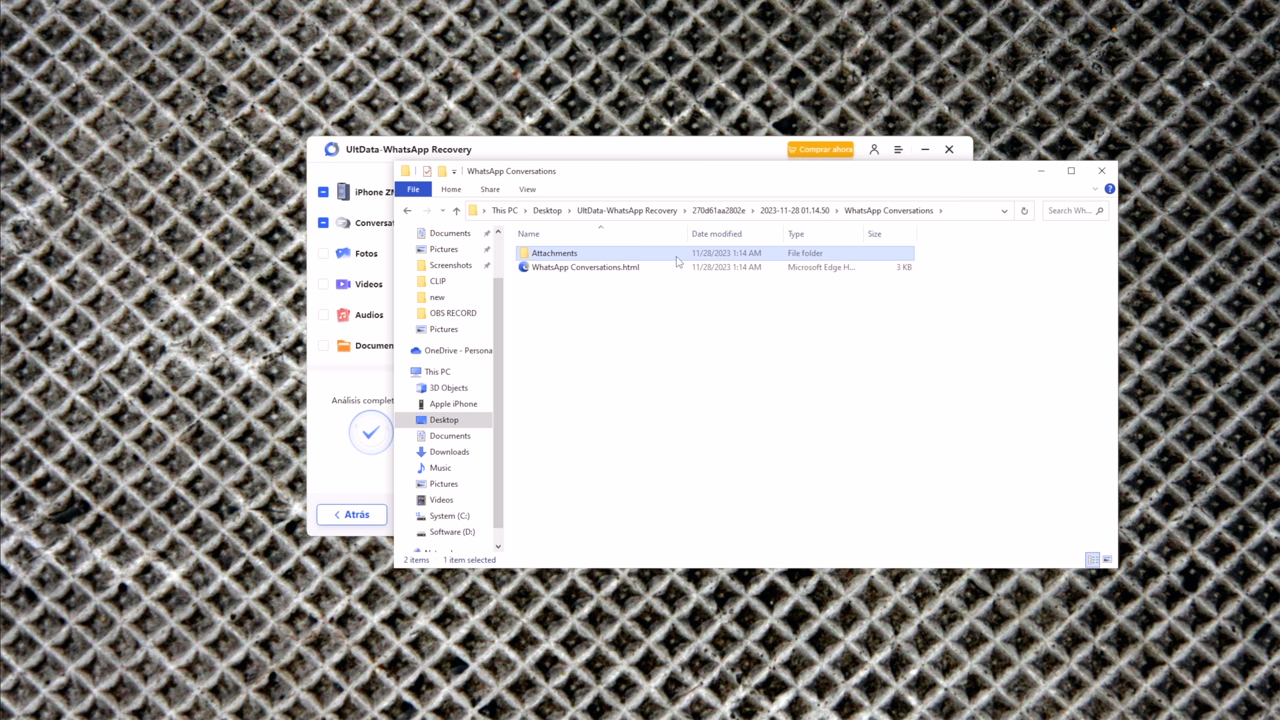 UltData-WhatsApp Recovery
Comprar ahora
iPhone
Conversa
Fotos
Videos
Audios
Documen
Análisis complet
Atrás
WhatsApp Conversations
File Home Share View
This PC Desktop UltData-WhatsApp Recovery 270d61aa2802e 2023-11-28 01.14.50 WhatsApp Conversations
Search Wh...
Name Date modified Type Size
Attachments 11/28/2023 1:14 AM File folder
WhatsApp Conversations.html 11/28/2023 1:14 AM Microsoft Edge H... 3 KB
Documents
Pictures
Screenshots
CLIP
new
OBS RECORD
Pictures
OneDrive - Persona
This PC
3D Objects
Apple iPhone
Desktop
Documents
Downloads
Music
Pictures
Videos
System (C:)
Software (D:)
2 items 1 item selected